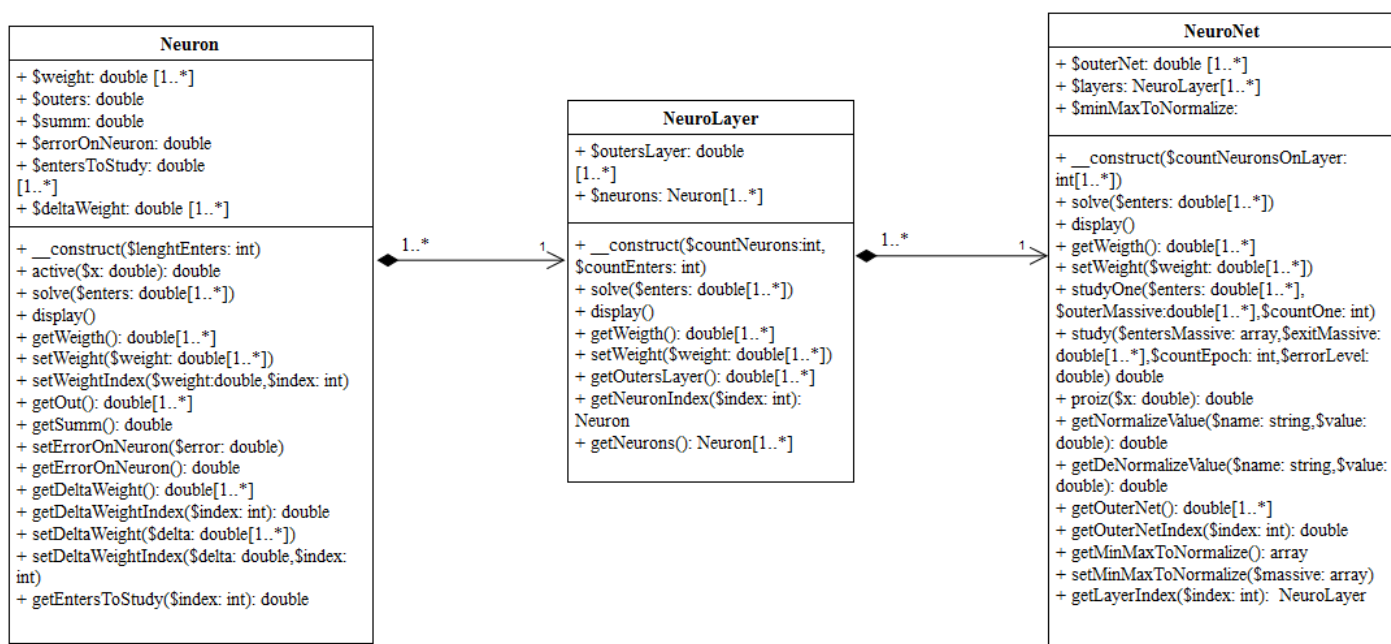 Neuron
+ $weight: double [1..*]
+ $outers: double
+ $summ: double
+ $errorOnNeuron: double
+ $entersToStudy: double
[1..*]
+ $deltaWeight: double [1..*]
+ __construct($lenghtEnters: int)
+ active($x: double): double
+ solve($enters: double[1..*])
+ display()
+ getWeigth(): double[1..*]
+ setWeight($weight: double[1..*])
+ setWeightIndex($weight:double,$index: int)
+ getOut(): double[1..*]
+ getSumm(): double
+ setErrorOnNeuron($error: double)
+ getErrorOnNeuron(): double
+ getDeltaWeight(): double[1..*]
+ getDeltaWeightIndex($index: int): double
+ setDeltaWeight($delta: double[1..*])
+ setDeltaWeightIndex($delta: double,$index:
int)
+ getEntersToStudy($index: int): double
1..*
1
NeuroLayer
+ $outersLayer: double
[1..*]
+ $neurons: Neuron[1..*]
+ __construct($countNeurons:int,
$countEnters: int)
+ solve($enters: double[1..*])
+ display()
+ getWeigth(): double[1..*]
+ setWeight($weight: double[1..*])
+ getOutersLayer(): double[1..*]
+ getNeuronIndex($index: int):
Neuron
+ getNeurons(): Neuron[1..*]
1..*
1
NeuroNet
+ $outerNet: double [1..*]
+ $layers: NeuroLayer[1..*]
+ $minMaxToNormalize:
+ __construct($countNeuronsOnLayer:
int[1..*])
+ solve($enters: double[1..*])
+ display()
+ getWeigth(): double[1..*]
+ setWeight($weight: double[1..*])
+ studyOne($enters: double[1..*],
$outerMassive:double[1..*],$countOne: int)
+ study($entersMassive: array,$exitMassive:
double[1..*],$countEpoch: int,$errorLevel:
double) double
+ proiz($x: double): double
+ getNormalizeValue($name: string,$value:
double): double
+ getDeNormalizeValue($name: string,$value:
double): double
+ getOuterNet(): double[1..*]
+ getOuterNetIndex($index: int): double
+ getMinMaxToNormalize(): array
+ setMinMaxToNormalize($massive: array)
+ getLayerIndex($index: int): NeuroLayer